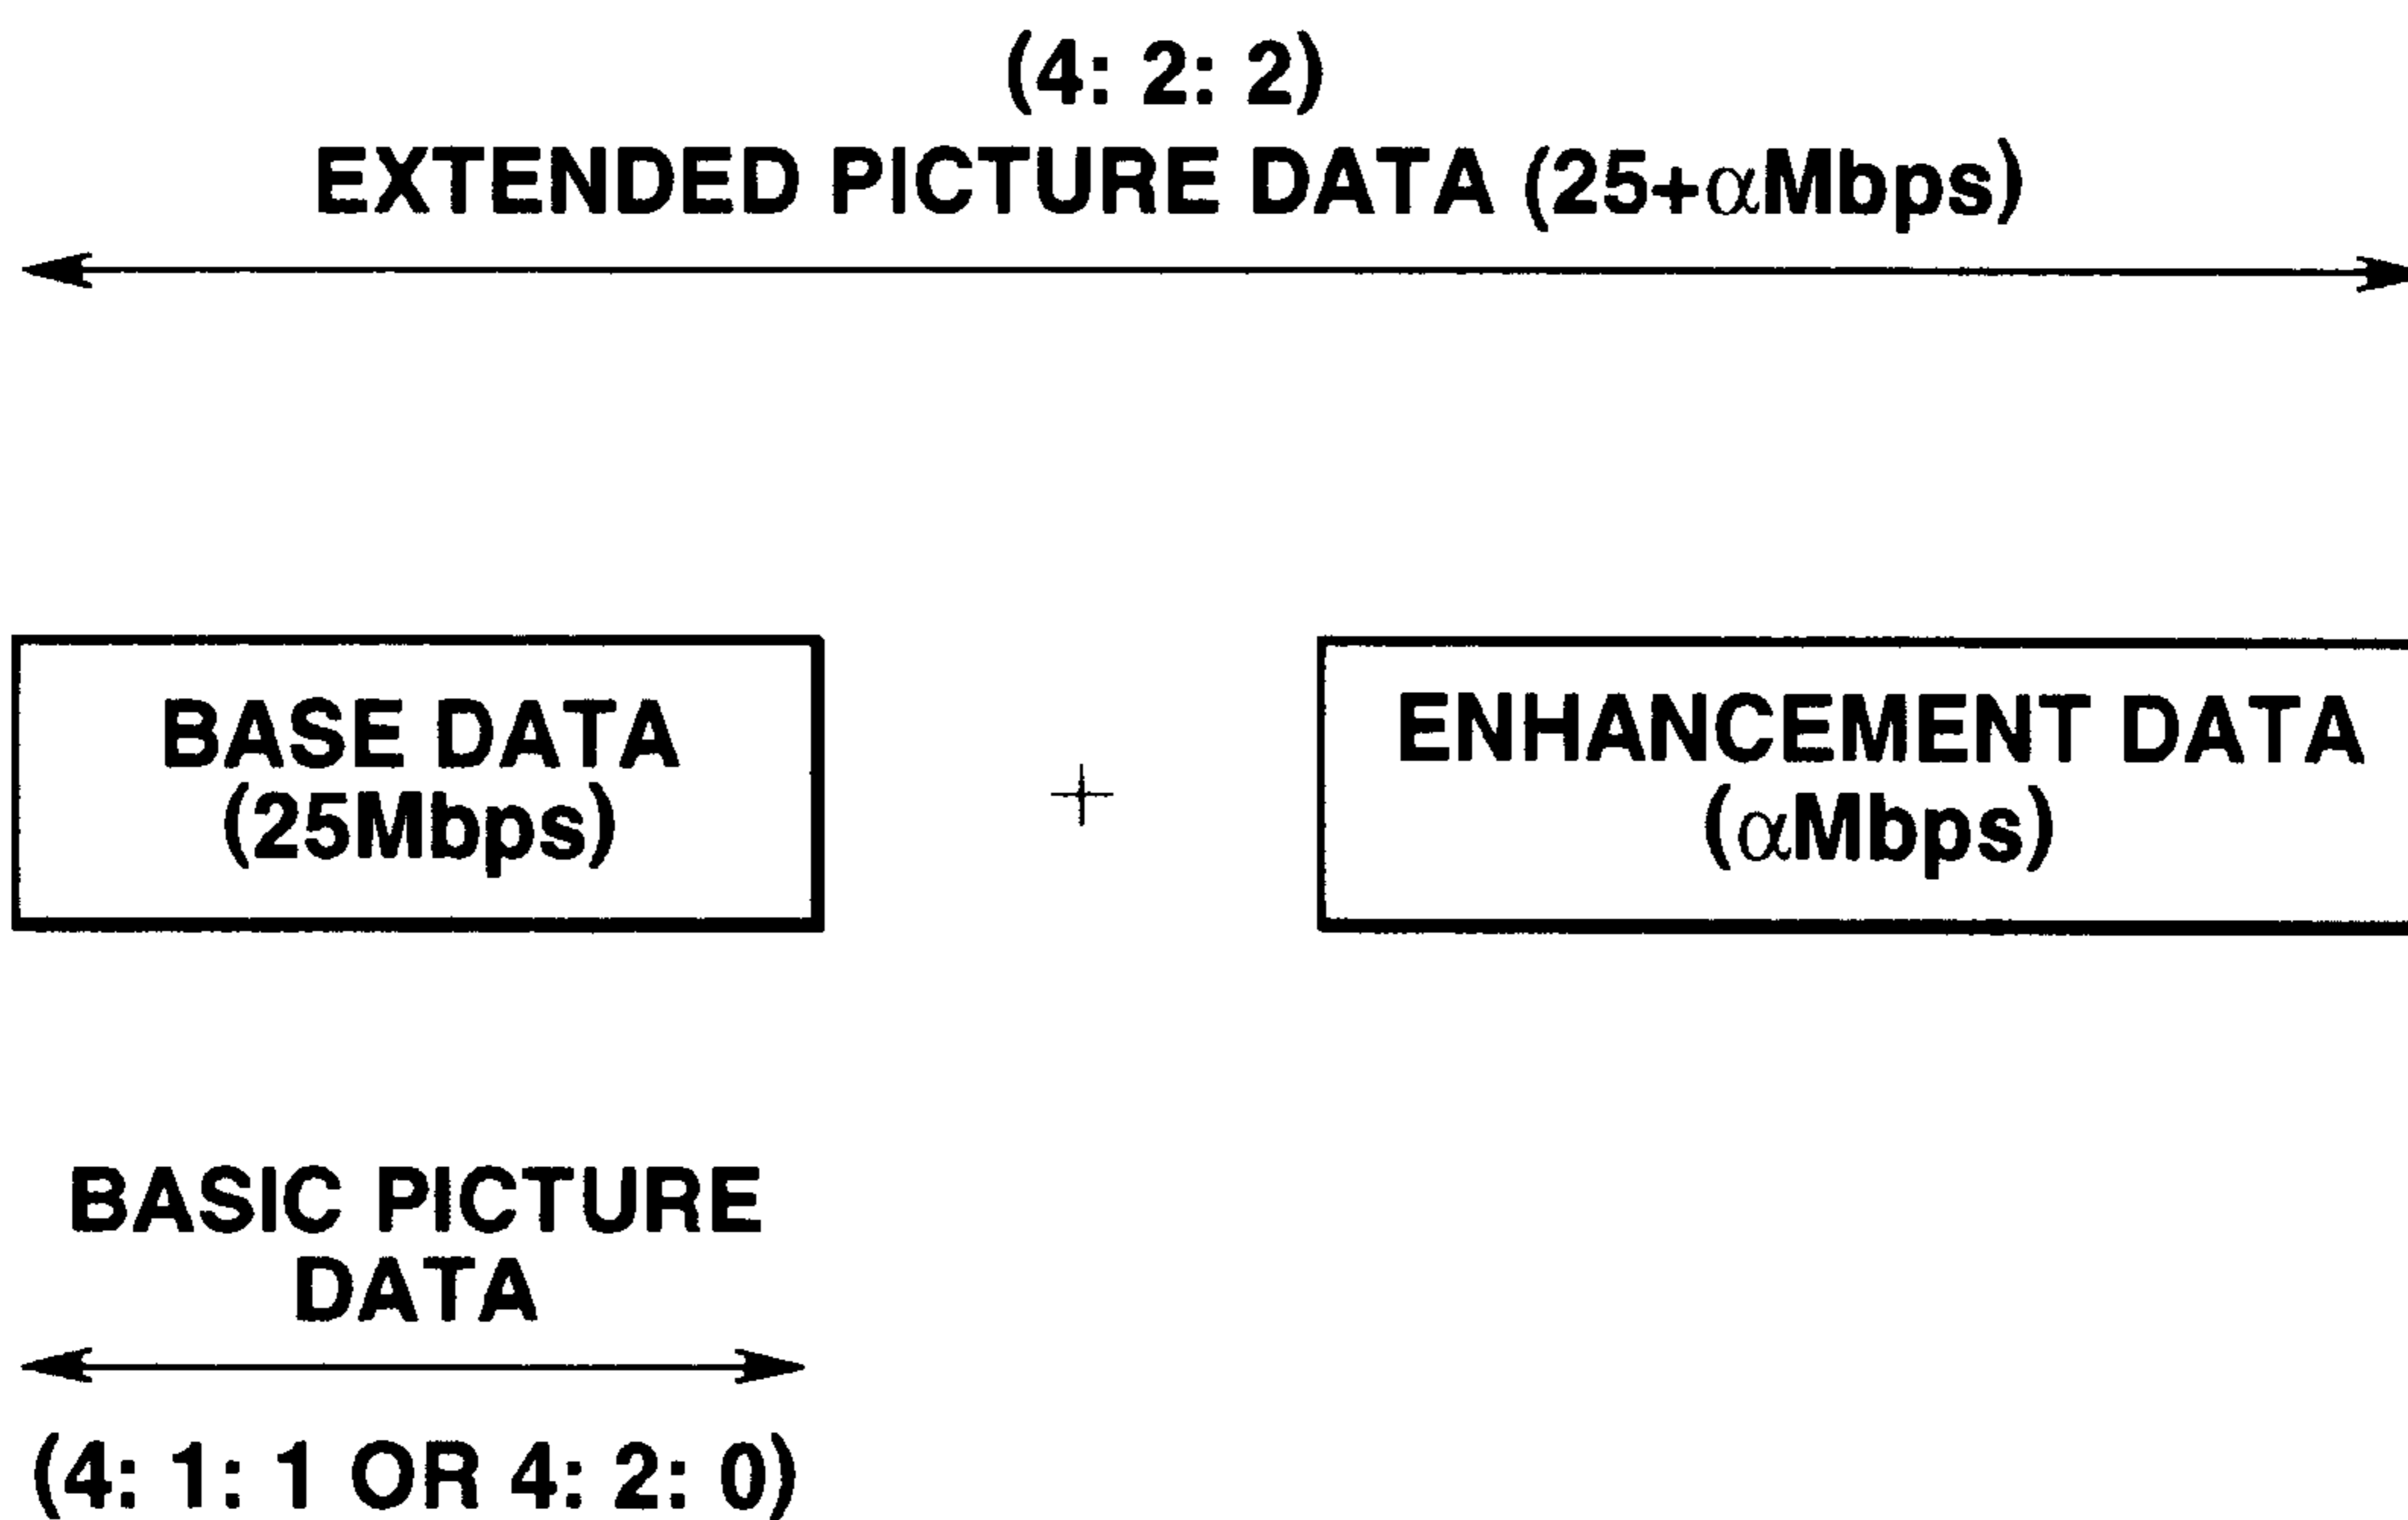 (4: 2: 2)
EXTENDED PICTURE DATA (25+αMbps)
BASE DATA
(25Mbps)
+
ENHANCEMENT DATA
(αMbps)
BASIC PICTURE
DATA
(4: 1: 1 OR 4: 2: 0)